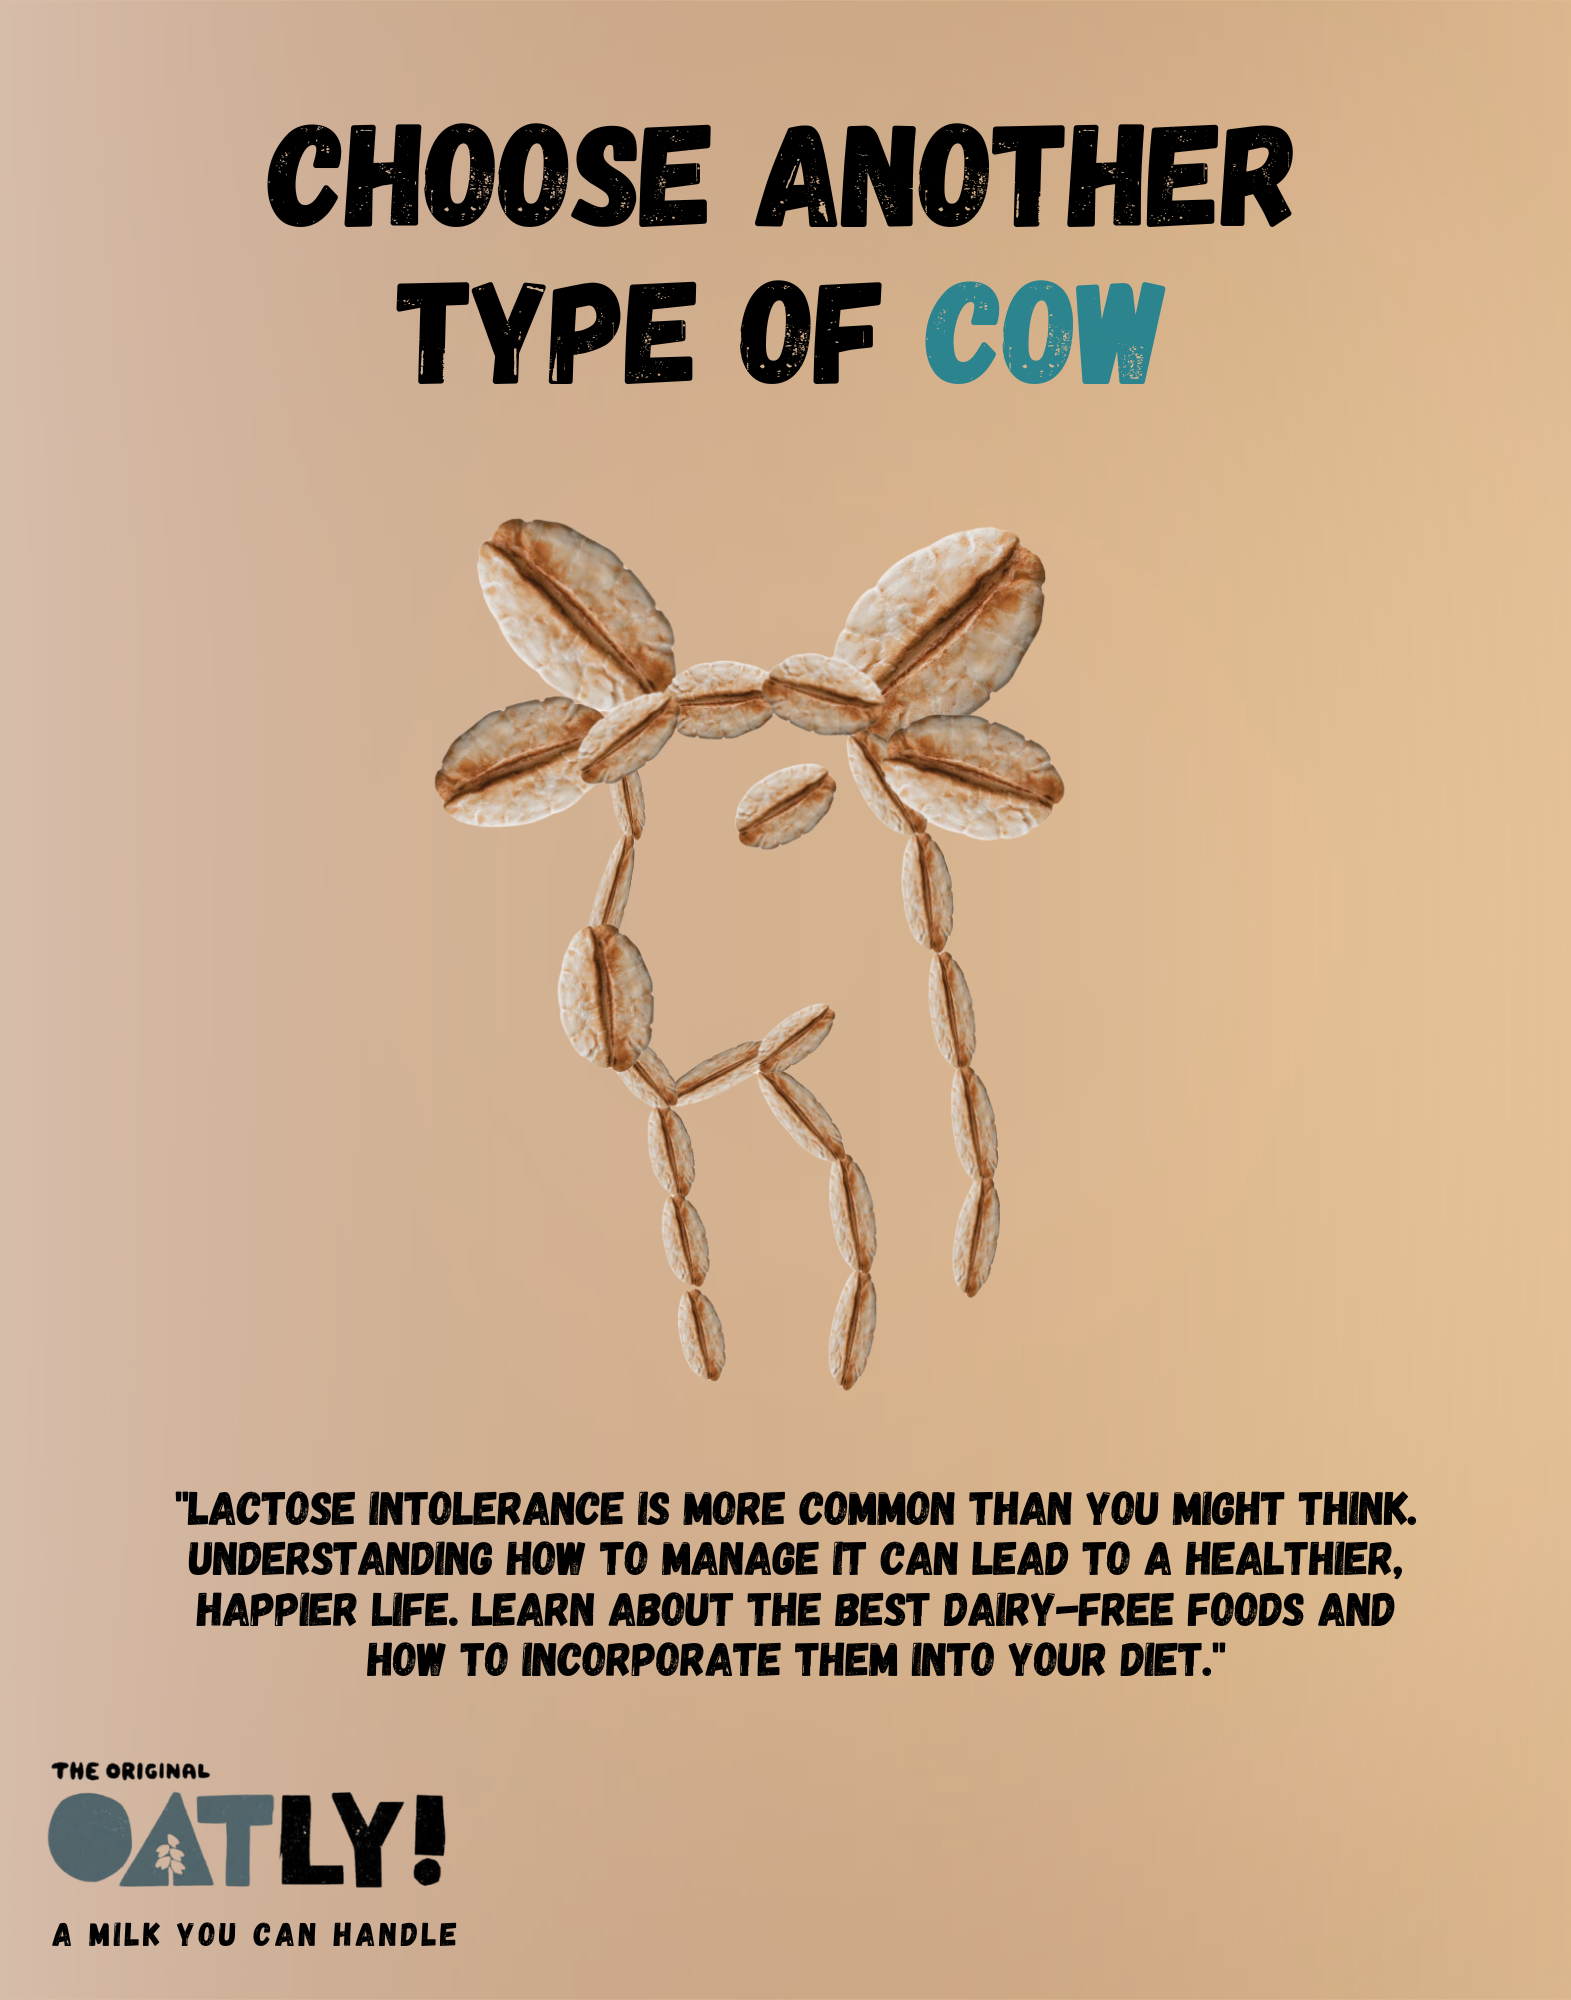 CHOOSE ANOTHER
TYPE OF COW
"LACTOSE INTOLERANCE IS MORE COMMON THAN YOU MIGHT THINK.
UNDERSTANDING HOW TO MANAGE IT CAN LEAD TO A HEALTHIER,
HAPPIER LIFE. LEARN ABOUT THE BEST DAIRY-FREE FOODS AND
HOW TO INCORPORATE THEM INTO YOUR DIET."
THE ORIGINAL
OATLY!
A MILK YOU CAN HANDLE